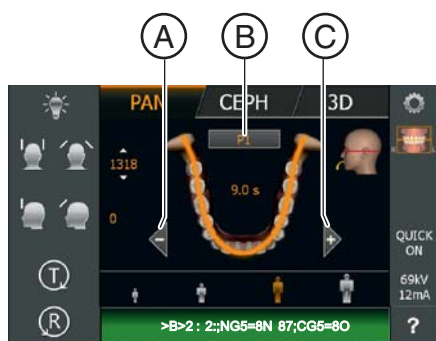 A B C
PAN CEPH 3D
P1
1318
9.0 s
0
- +
QUICK
ON
69kV
12mA
T
R
>B>2 : 2:;NG5=8N 87;CG5=8O
?